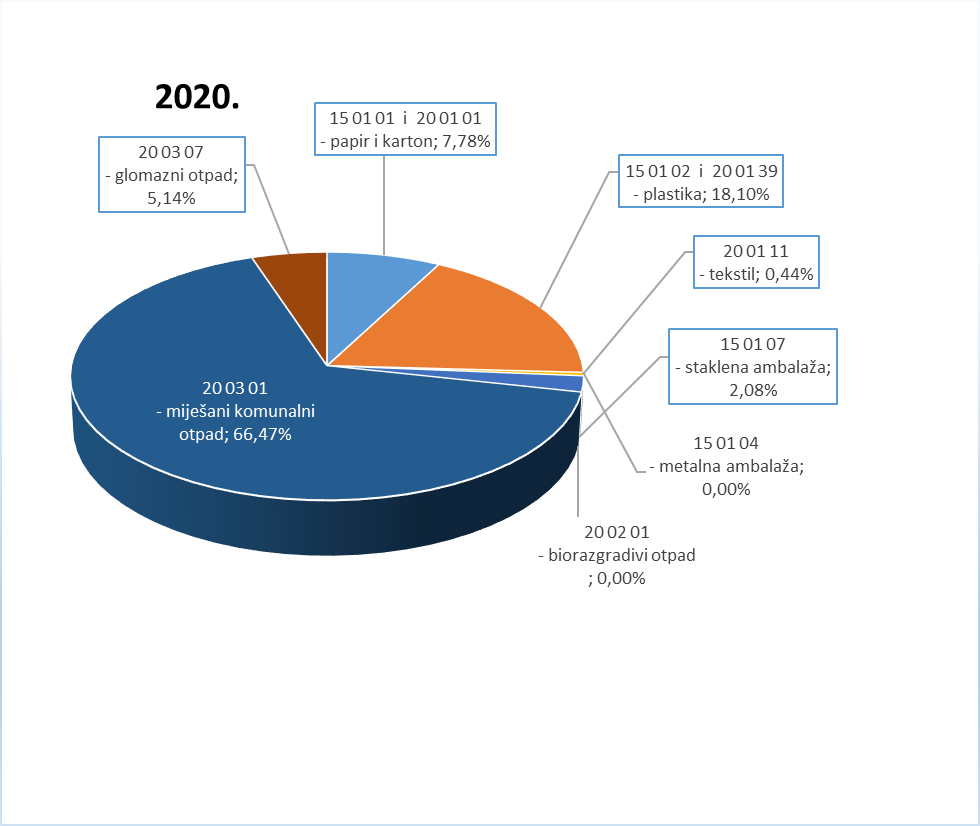 2020.
15 01 01 i 20 01 01
- papir i karton; 7,78%
20 03 07
- glomazni otpad;
5,14%
15 01 02 i 20 01 39
- plastika; 18,10%
20 01 11
- tekstil; 0,44%
15 01 07
- staklena ambalaža;
2,08%
20 03 01
- miješani komunalni
otpad; 66,47%
15 01 04
- metalna ambalaža;
0,00%
20 02 01
- biorazgradivi otpad
; 0,00%